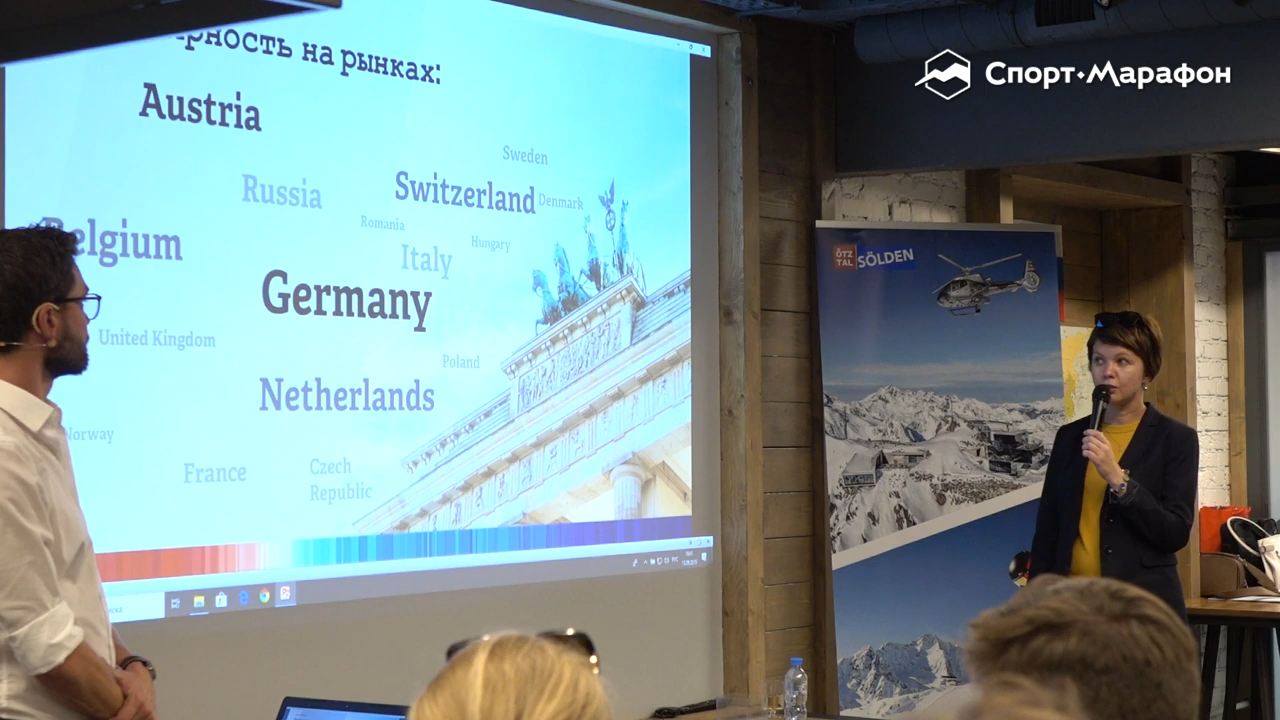 Спорт-Марафон
на рынках:
Austria
Sweden
Russia
Switzerland
Denmark
Romania
Belgium
Italy
Hungary
Germany
United Kingdom
Poland
Netherlands
Norway
France
Czech
Republic
ÖTZ
TAL
SÖLDEN